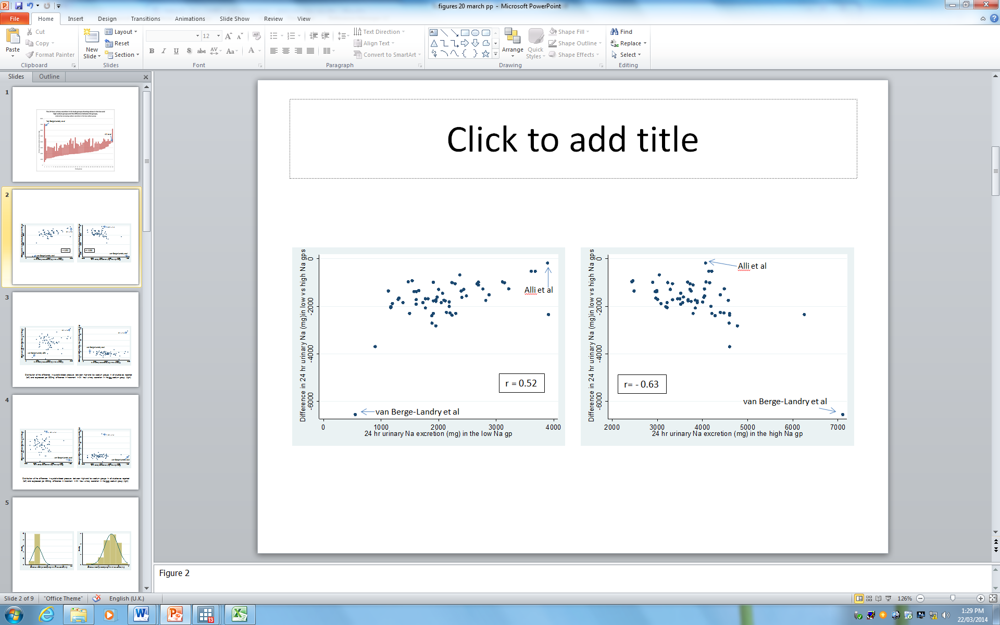 figures 20 march pp - Microsoft PowerPoint
File Home Insert Design Transitions Animations Slide Show Review View
Paste
Cut
Copy
Format Painter
Clipboard
New Slide
Layout
Reset
Section
Slides
12
Font
Text Direction
Align Text
Convert to SmartArt
Paragraph
Arrange
Quick Styles
Shape Fill
Shape Outline
Shape Effects
Drawing
Find
Replace
Select
Editing
Slides Outline
1
2
3
4
5
Click to add title
Difference in 24 hr urinary Na (mg)in low vs high Na gps
0
-2000
-4000
-6000
Alli et al
r = 0.52
van Berge-Landry et al
0 1000 2000 3000 4000
24 hr urinary Na excretion (mg) in the low Na gp
Difference in 24 hr urinary Na (mg)in low vs high Na gps
0
-2000
-4000
-6000
Alli et al
r= - 0.63
van Berge-Landry et al
2000 3000 4000 5000 6000 7000
24 hr urinary Na excretion (mg) in the high Na gp
Figure 2
Slide 2 of 9 "Office Theme" English (U.K.) 126%
13
1:29 PM
22/03/2014